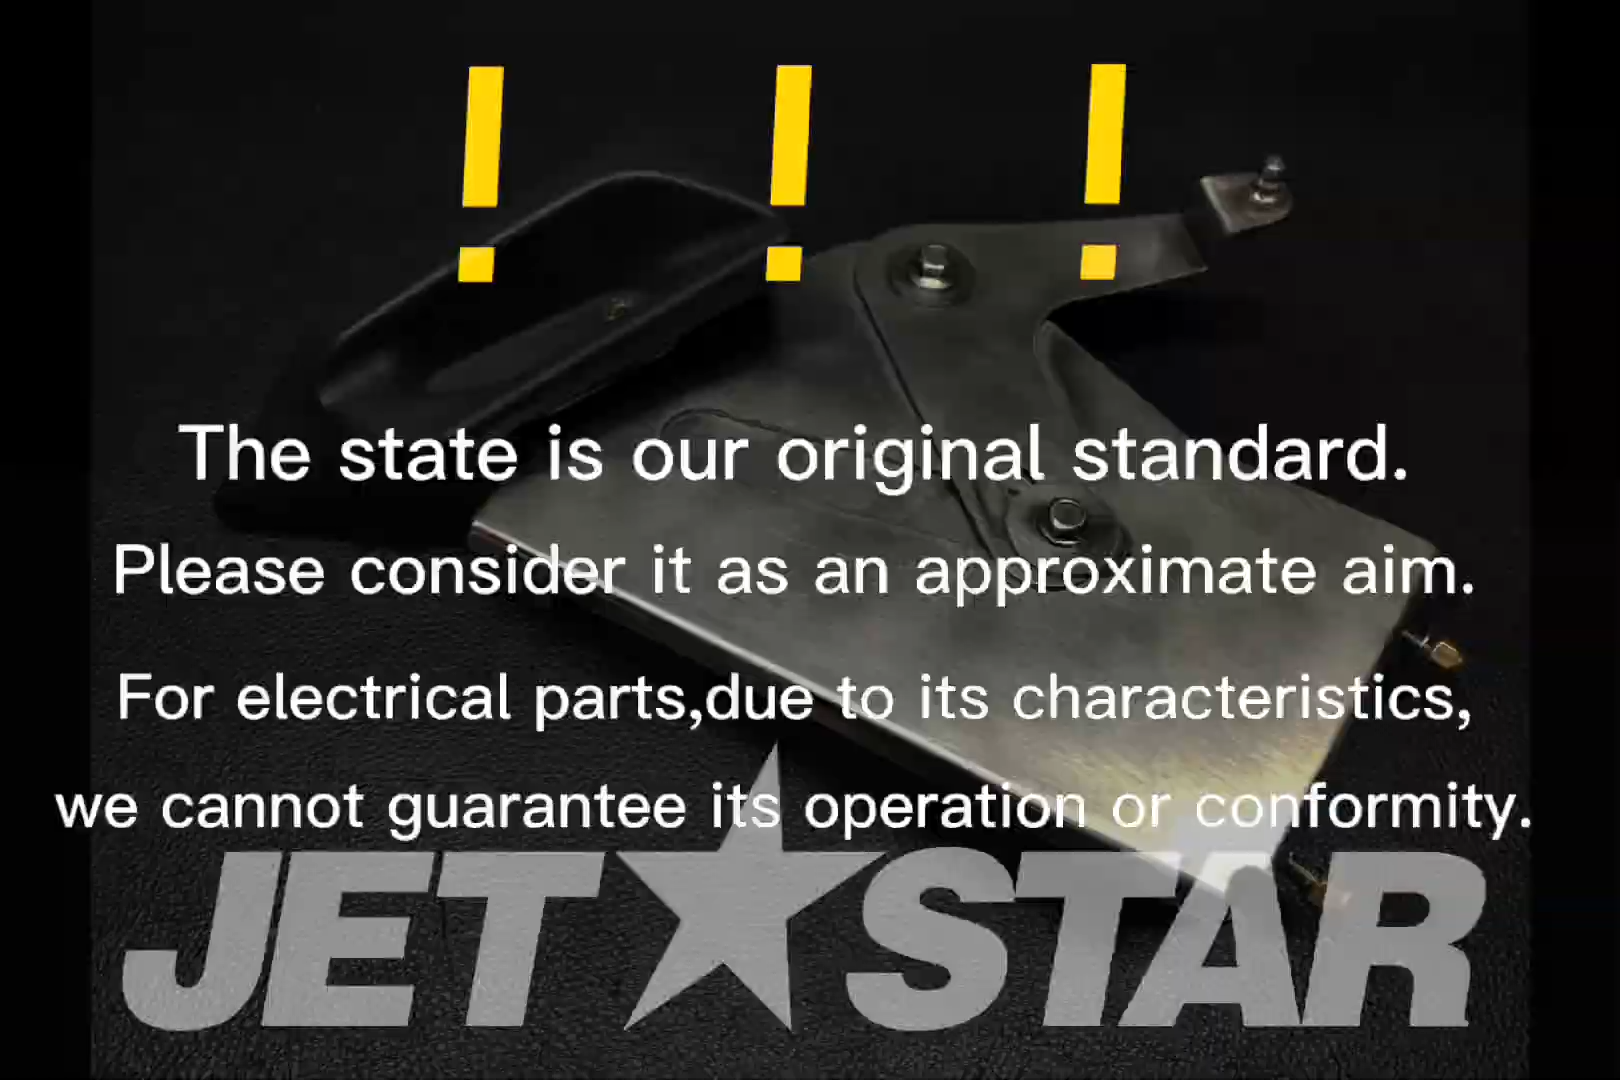 ! ! !
The state is our original standard.
Please consider it as an approximate aim.
For electrical parts,due to its characteristics,
we cannot guarantee its operation or conformity.
JET★STAR